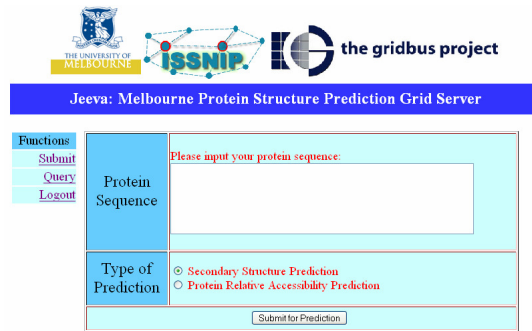 THE UNIVERSITY OF
MELBOURNE
ISSNIP
the gridbus project
Jeeva: Melbourne Protein Structure Prediction Grid Server
Functions
Submit
Query
Logout
Protein
Sequence
Please input your protein sequence:
Type of
Prediction
Secondary Structure Prediction
Protein Relative Accessibility Prediction
Submit for Prediction